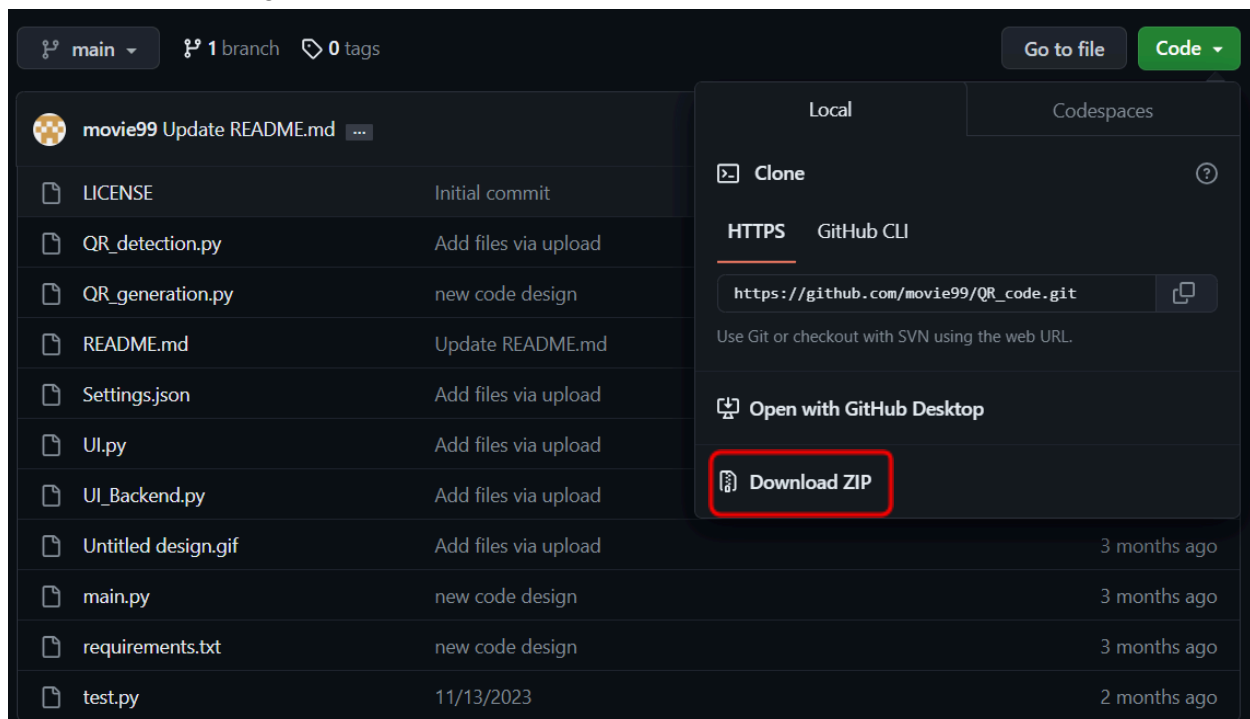 main 1 branch 0 tags Go to file Code
Local Codespaces
movie99 Update README.md ...
Clone
LICENSE Initial commit
HTTPS GitHub CLI
QR_detection.py Add files via upload
QR_generation.py new code design
https://github.com/movie99/QR_code.git
README.md Update README.md
Use Git or checkout with SVN using the web URL.
Settings.json Add files via upload
Open with GitHub Desktop
UI.py Add files via upload
Download ZIP
UI_Backend.py Add files via upload
Untitled design.gif Add files via upload 3 months ago
main.py new code design 3 months ago
requirements.txt new code design 3 months ago
test.py 11/13/2023 2 months ago